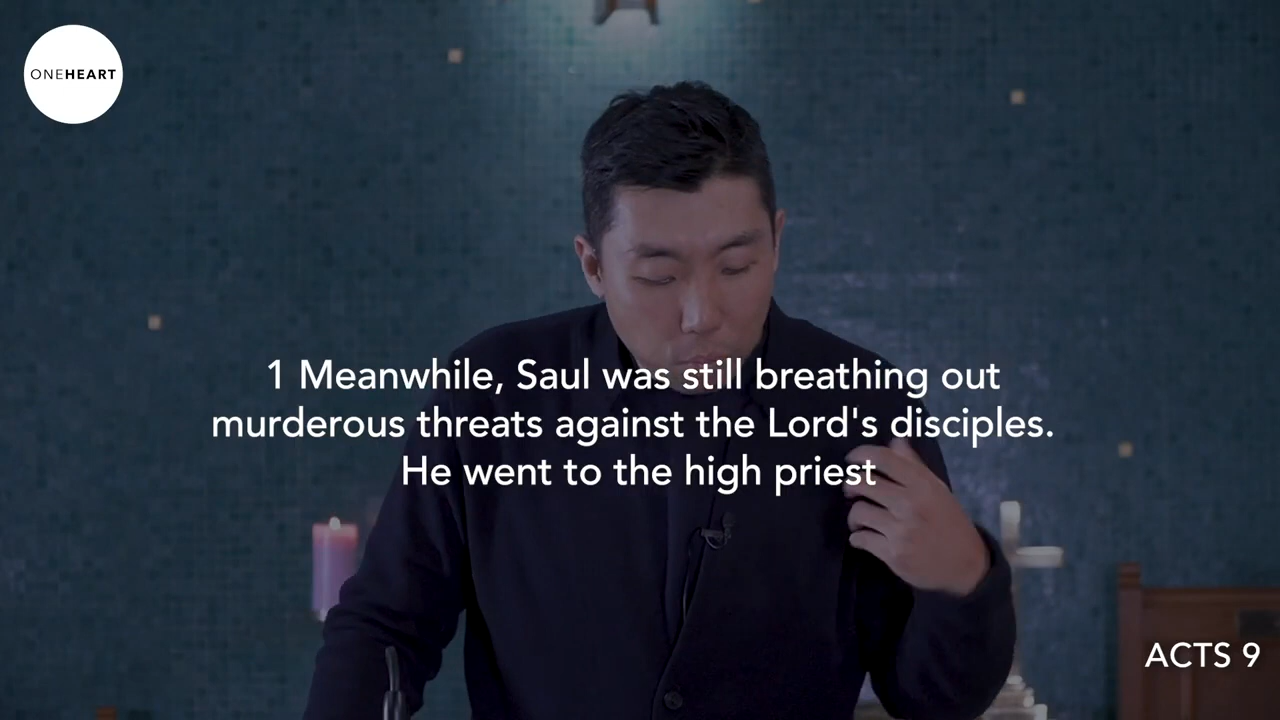 ONEHEART
1 Meanwhile, Saul was still breathing out
murderous threats against the Lord's disciples.
He went to the high priest
ACTS 9